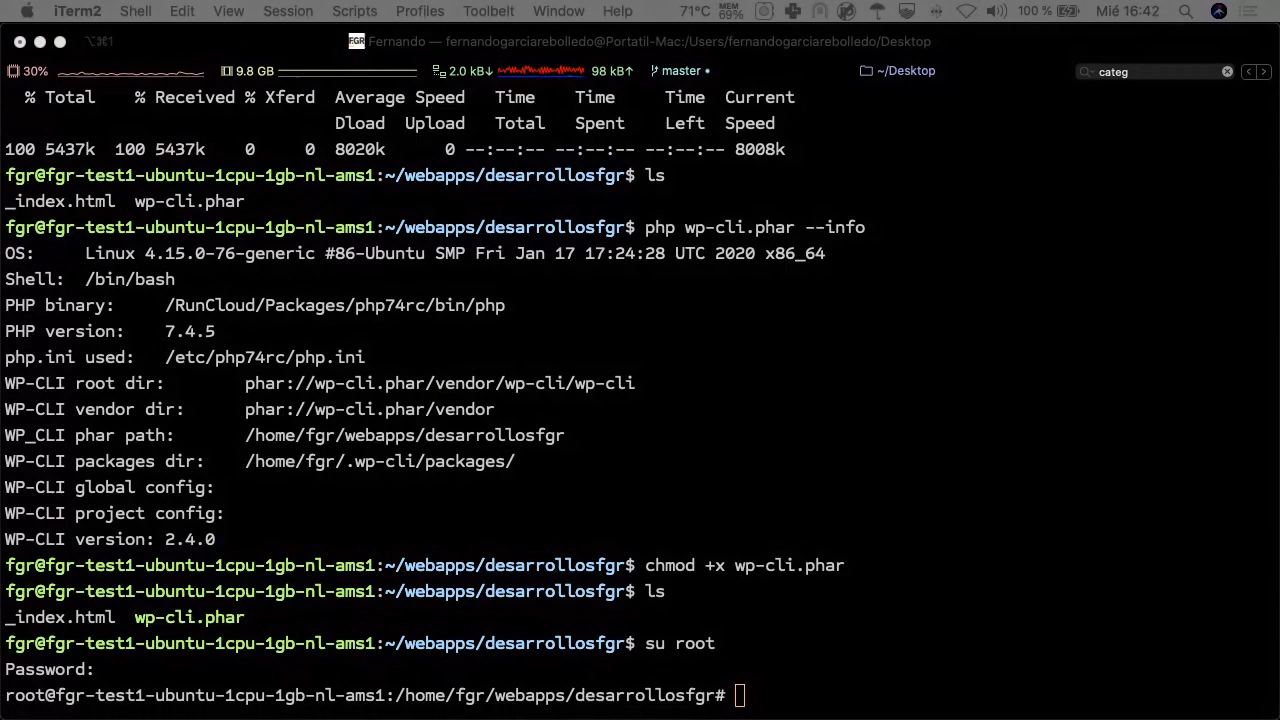 iTerm2 Shell Edit View Session Scripts Profiles Toolbelt Window Help 71°C MEM 69% 100 % Mié 16:42
⌥⌘1 FGR Fernando — fernandogarciarebolledo@Portatil-Mac:/Users/fernandogarciarebolledo/Desktop
30% 9.8 GB 2.0 kB↓ 98 kB↑ master • ~/Desktop categ
% Total % Received % Xferd Average Speed Time Time Time Current
Dload Upload Total Spent Left Speed
100 5437k 100 5437k 0 0 8020k 0 --:--:-- --:--:-- --:--:-- 8008k
fgr@fgr-test1-ubuntu-1cpu-1gb-nl-ams1:~/webapps/desarrollosfgr$ ls
_index.html wp-cli.phar
fgr@fgr-test1-ubuntu-1cpu-1gb-nl-ams1:~/webapps/desarrollosfgr$ php wp-cli.phar --info
OS: Linux 4.15.0-76-generic #86-Ubuntu SMP Fri Jan 17 17:24:28 UTC 2020 x86_64
Shell: /bin/bash
PHP binary: /RunCloud/Packages/php74rc/bin/php
PHP version: 7.4.5
php.ini used: /etc/php74rc/php.ini
WP-CLI root dir: phar://wp-cli.phar/vendor/wp-cli/wp-cli
WP-CLI vendor dir: phar://wp-cli.phar/vendor
WP_CLI phar path: /home/fgr/webapps/desarrollosfgr
WP-CLI packages dir: /home/fgr/.wp-cli/packages/
WP-CLI global config:
WP-CLI project config:
WP-CLI version: 2.4.0
fgr@fgr-test1-ubuntu-1cpu-1gb-nl-ams1:~/webapps/desarrollosfgr$ chmod +x wp-cli.phar
fgr@fgr-test1-ubuntu-1cpu-1gb-nl-ams1:~/webapps/desarrollosfgr$ ls
_index.html wp-cli.phar
fgr@fgr-test1-ubuntu-1cpu-1gb-nl-ams1:~/webapps/desarrollosfgr$ su root
Password:
root@fgr-test1-ubuntu-1cpu-1gb-nl-ams1:/home/fgr/webapps/desarrollosfgr#